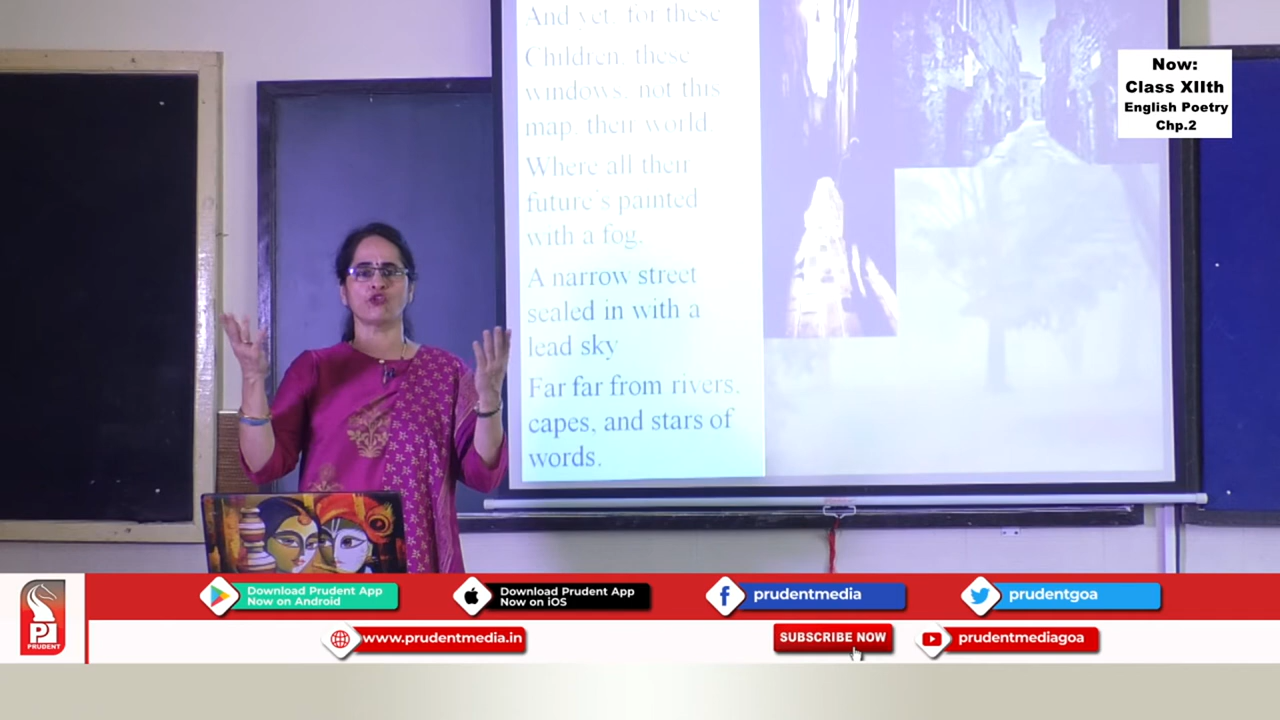 And yet, for these
Children, these
windows, not this
map, their world.
Where all their
future's painted
with a fog,
A narrow street
sealed in with a
lead sky
Far far from rivers,
capes, and stars of
words.
Now:
Class XIIth
English Poetry
Chp.2
Download Prudent App
Now on Android
Download Prudent App
Now on iOS
prudentmedia
prudentgoa
PRUDENT
www.prudentmedia.in
SUBSCRIBE NOW
prudentmediagoa